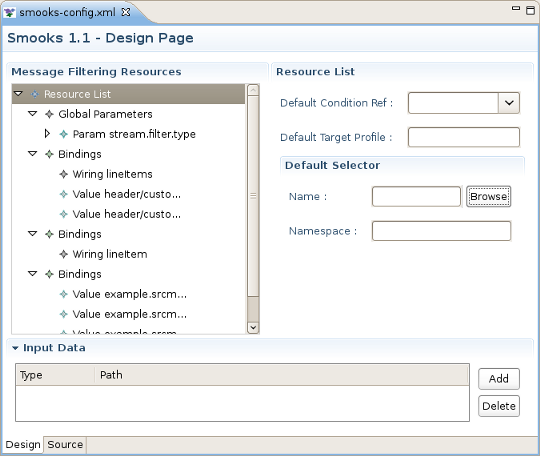 smooks-config.xml
Smooks 1.1 - Design Page
Message Filtering Resources
Resource List
Global Parameters
Param stream.filter.type
Bindings
Wiring lineItems
Value header/custo...
Value header/custo...
Bindings
Wiring lineItem
Bindings
Value example.srcm...
Value example.srcm...
Value example.srcm...
Resource List
Default Condition Ref :
Default Target Profile :
Default Selector
Name :
Browse
Namespace :
Input Data
Type Path
Add
Delete
Design Source